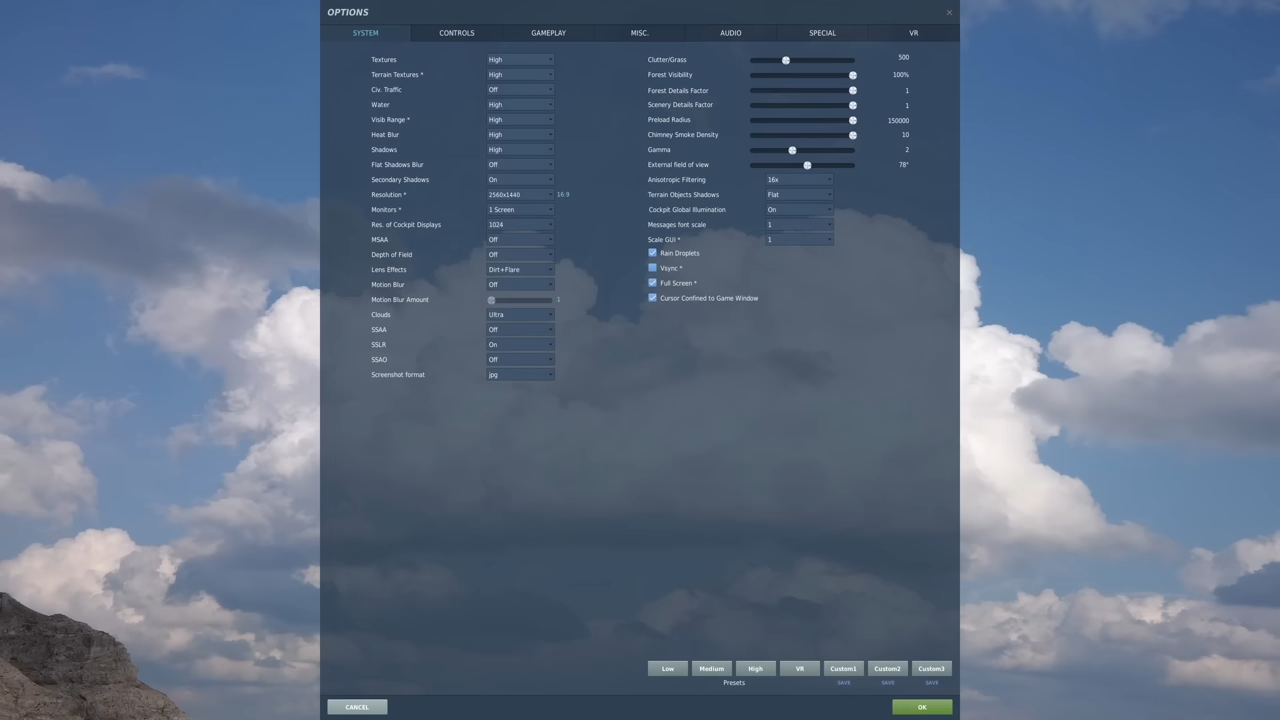 OPTIONS
SYSTEM CONTROLS GAMEPLAY MISC. AUDIO SPECIAL VR
Textures High
Terrain Textures * High
Civ. Traffic Off
Water High
Visib Range * High
Heat Blur High
Shadows High
Flat Shadows Blur Off
Secondary Shadows On
Resolution * 2560x1440 16:9
Monitors * 1 Screen
Res. of Cockpit Displays 1024
MSAA Off
Depth of Field Off
Lens Effects Dirt+Flare
Motion Blur Off
Motion Blur Amount 1
Clouds Ultra
SSAA Off
SSLR On
SSAO Off
Screenshot format jpg
Clutter/Grass 500
Forest Visibility 100%
Forest Details Factor 1
Scenery Details Factor 1
Preload Radius 150000
Chimney Smoke Density 10
Gamma 2
External field of view 78°
Anisotropic Filtering 16x
Terrain Objects Shadows Flat
Cockpit Global Illumination On
Messages font scale 1
Scale GUI * 1
Rain Droplets
Vsync *
Full Screen *
Cursor Confined to Game Window
Low Medium High VR Custom1 Custom2 Custom3
Presets SAVE SAVE SAVE
CANCEL OK